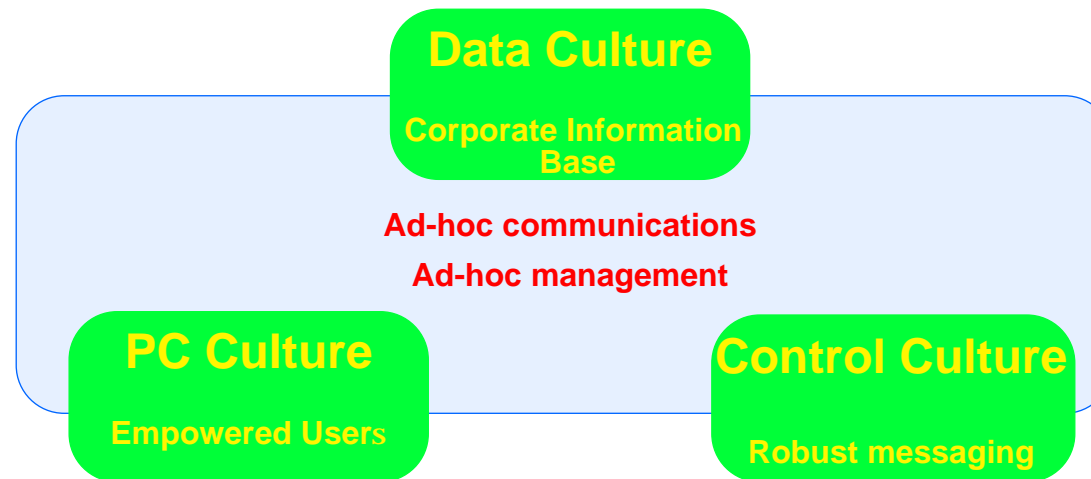 Data Culture
Corporate Information
Base
Ad-hoc communications
Ad-hoc management
PC Culture
Empowered Users
Control Culture
Robust messaging